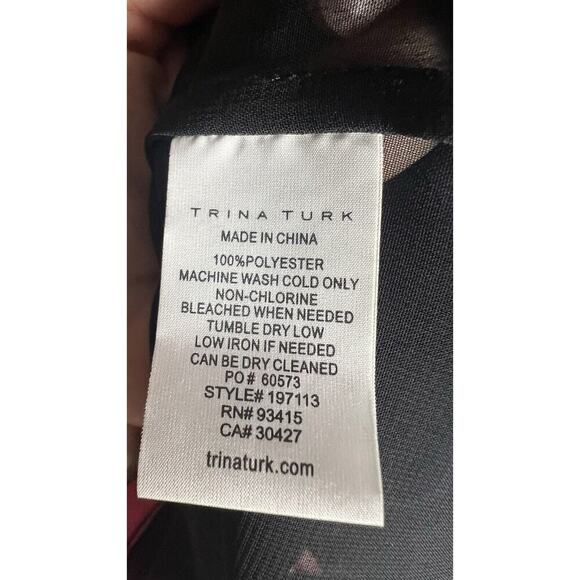 TRINA TURK
MADE IN CHINA
100%POLYESTER
MACHINE WASH COLD ONLY
NON-CHLORINE
BLEACHED WHEN NEEDED
TUMBLE DRY LOW
LOW IRON IF NEEDED
CAN BE DRY CLEANED
PO# 60573
STYLE# 197113
RN# 93415
CA# 30427
trinaturk.com